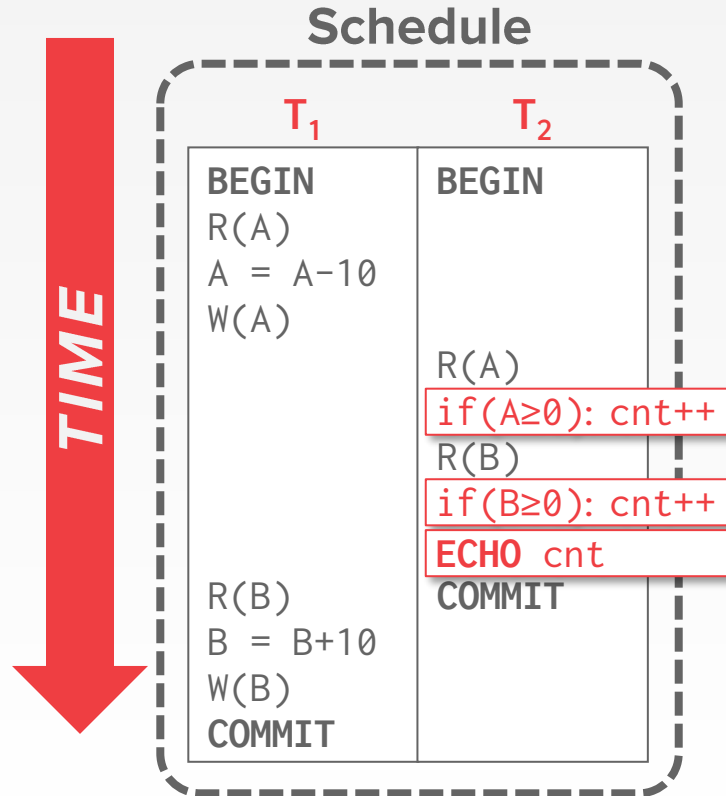 Schedule
TIME
T₁ T₂
BEGIN BEGIN
R(A)
A = A-10
W(A)
R(A)
if(A≥0): cnt++
R(B)
if(B≥0): cnt++
ECHO cnt
R(B) COMMIT
B = B+10
W(B)
COMMIT